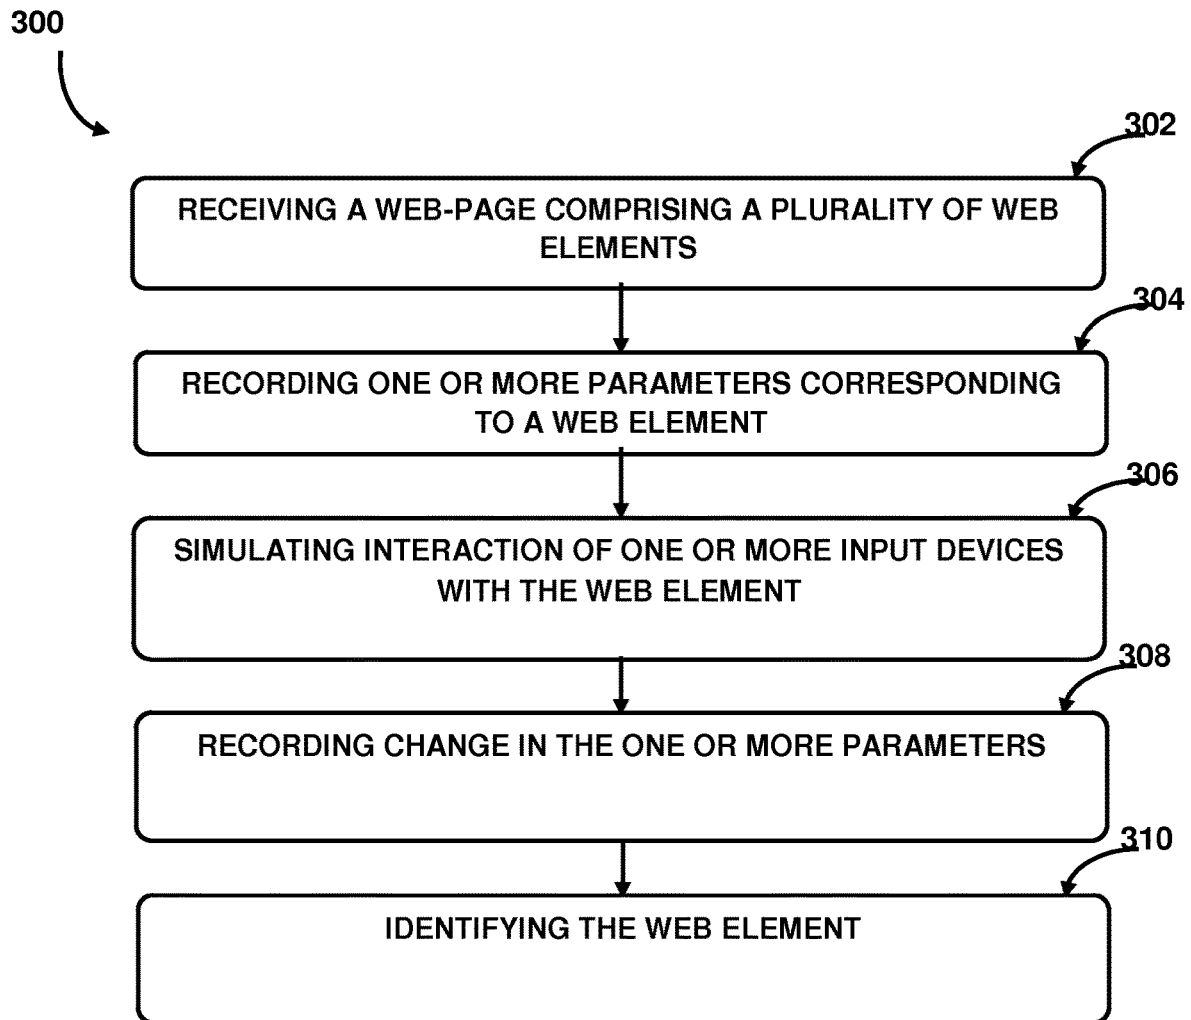 300
302
RECEIVING A WEB-PAGE COMPRISING A PLURALITY OF WEB
ELEMENTS
304
RECORDING ONE OR MORE PARAMETERS CORRESPONDING
TO A WEB ELEMENT
306
SIMULATING INTERACTION OF ONE OR MORE INPUT DEVICES
WITH THE WEB ELEMENT
308
RECORDING CHANGE IN THE ONE OR MORE PARAMETERS
310
IDENTIFYING THE WEB ELEMENT